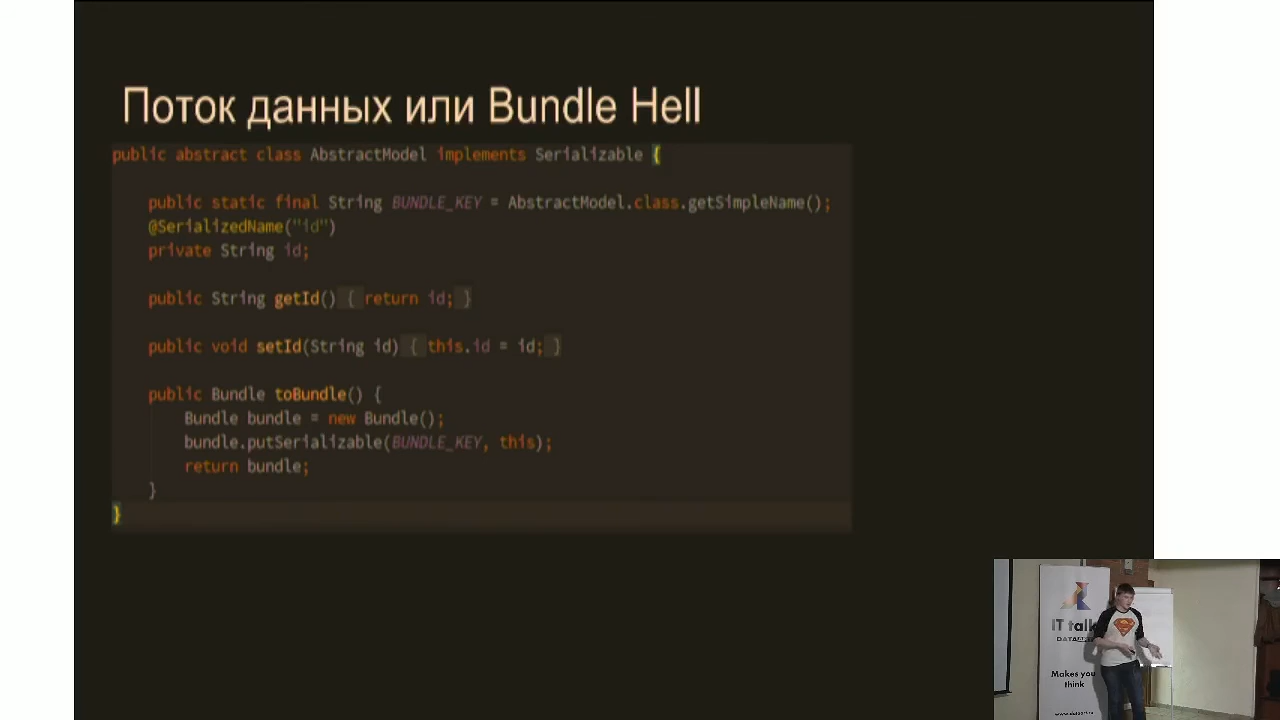 Поток данных или Bundle Hell
public abstract class AbstractModel implements Serializable {
public static final String BUNDLE_KEY = AbstractModel.class.getSimpleName();
@SerializedName("id")
private String id;
public String getId() { return id; }
public void setId(String id) { this.id = id; }
public Bundle toBundle() {
Bundle bundle = new Bundle();
bundle.putSerializable(BUNDLE_KEY, this);
return bundle;
}
}
IT talk
Makes you
think